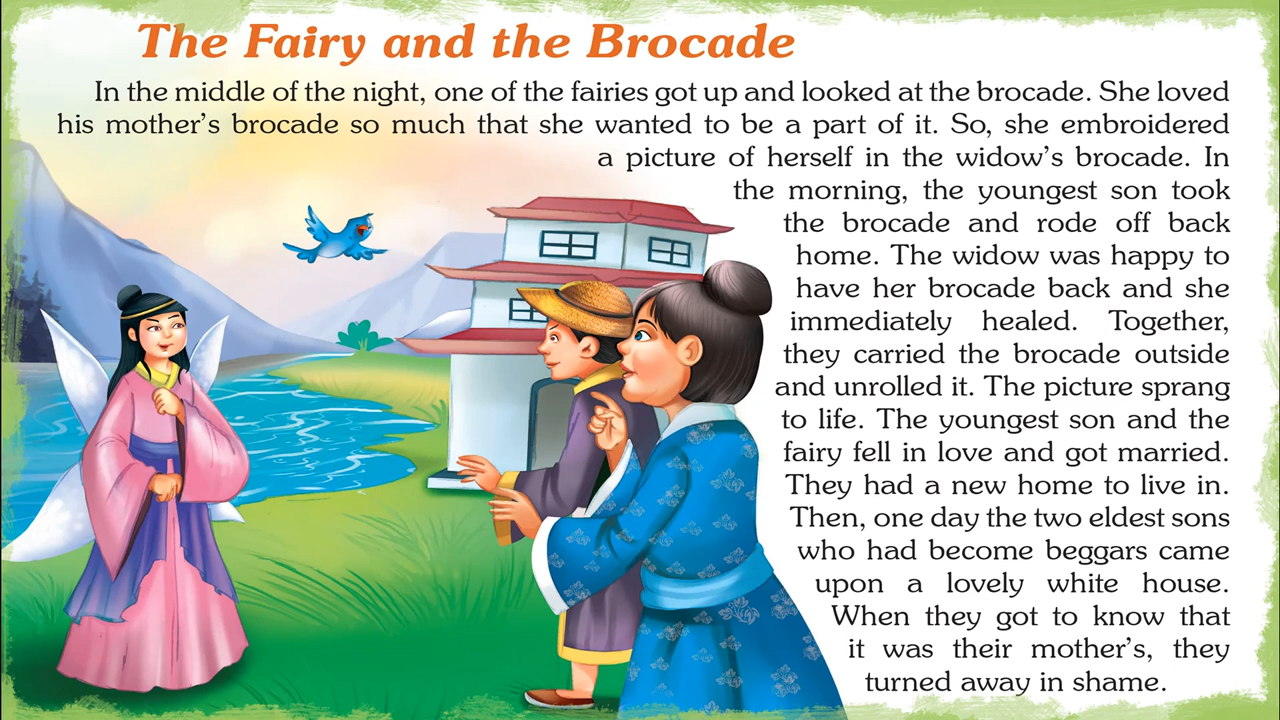 The Fairy and the Brocade
In the middle of the night, one of the fairies got up and looked at the brocade. She loved
his mother's brocade so much that she wanted to be a part of it. So, she embroidered
a picture of herself in the widow's brocade. In
the morning, the youngest son took
the brocade and rode off back
home. The widow was happy to
have her brocade back and she
immediately healed. Together,
they carried the brocade outside
and unrolled it. The picture sprang
to life. The youngest son and the
fairy fell in love and got married.
They had a new home to live in.
Then, one day the two eldest sons
who had become beggars came
upon a lovely white house.
When they got to know that
it was their mother's, they
turned away in shame.